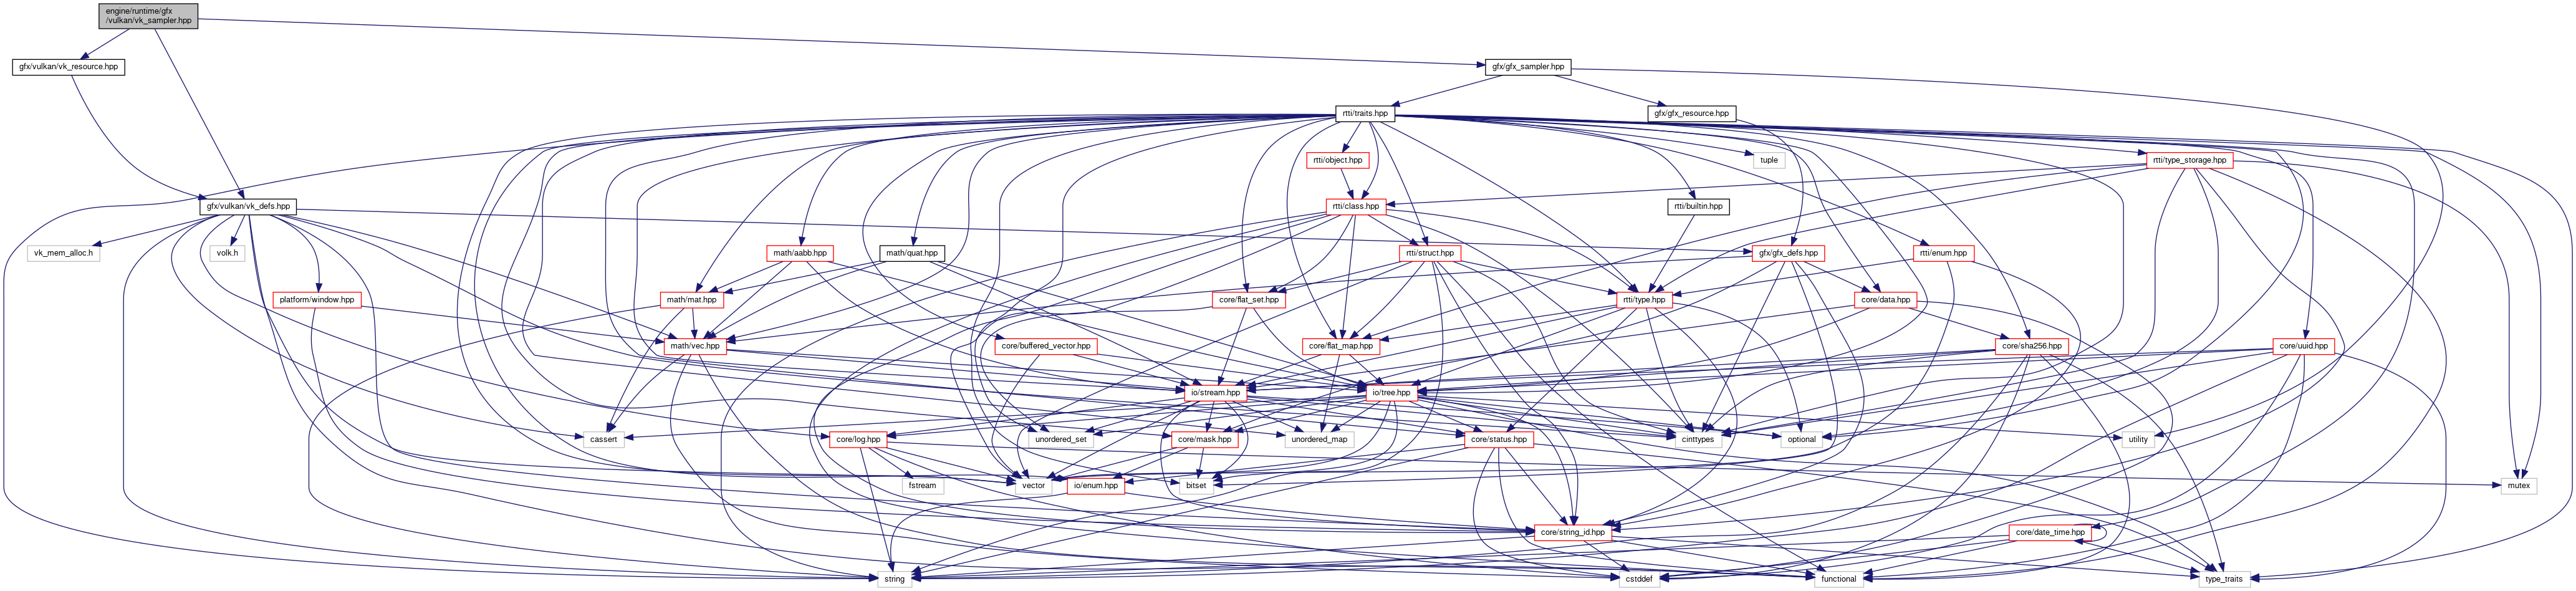 engine/runtime/gfx
/vulkan/vk_sampler.hpp
gfx/vulkan/vk_resource.hpp
gfx/gfx_sampler.hpp
rtti/traits.hpp
gfx/gfx_resource.hpp
rtti/object.hpp
tuple
rtti/type_storage.hpp
gfx/vulkan/vk_defs.hpp
rtti/class.hpp
rtti/builtin.hpp
vk_mem_alloc.h
volk.h
math/aabb.hpp
math/quat.hpp
rtti/struct.hpp
gfx/gfx_defs.hpp
rtti/enum.hpp
platform/window.hpp
math/mat.hpp
core/flat_set.hpp
rtti/type.hpp
core/data.hpp
math/vec.hpp
core/buffered_vector.hpp
core/flat_map.hpp
core/sha256.hpp
core/uuid.hpp
io/stream.hpp
io/tree.hpp
cassert
core/log.hpp
unordered_set
core/mask.hpp
unordered_map
core/status.hpp
cinttypes
optional
utility
fstream
vector
io/enum.hpp
bitset
mutex
core/string_id.hpp
core/date_time.hpp
string
cstddef
functional
type_traits